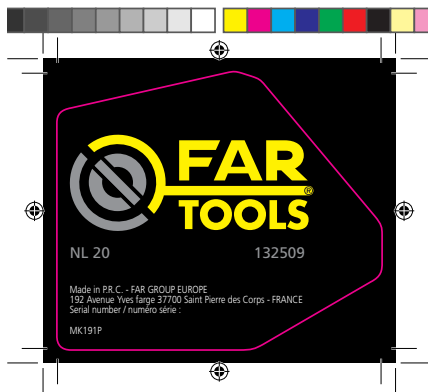 FAR
TOOLS®
NL 20 132509
Made in P.R.C. - FAR GROUP EUROPE
192 Avenue Yves farge 37700 Saint Pierre des Corps - FRANCE
Serial number / numéro série :
MK191P